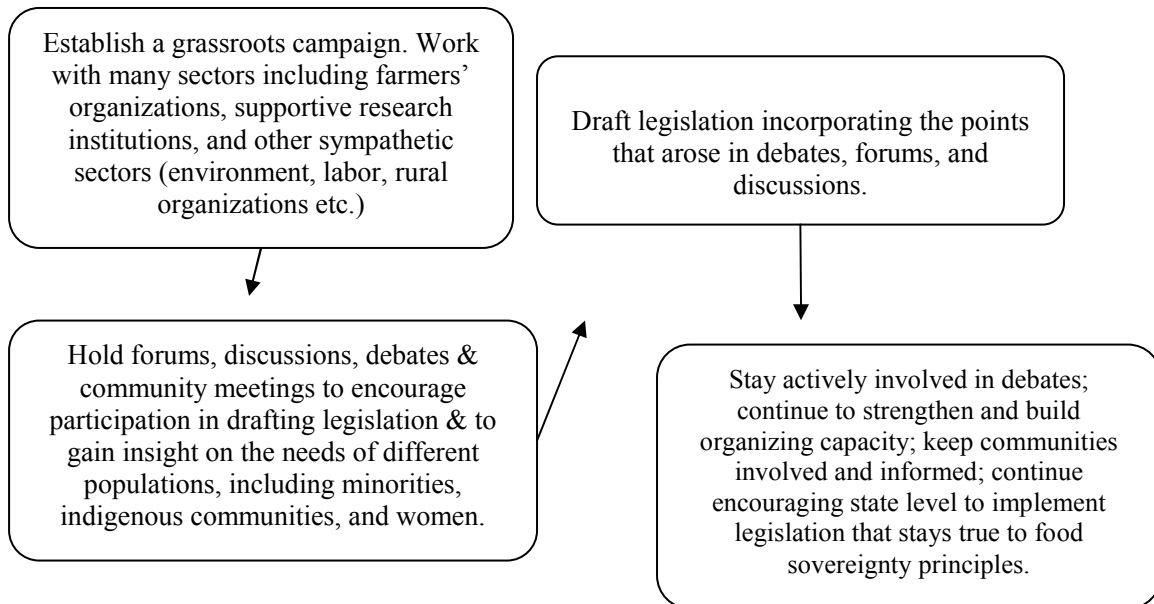 Establish a grassroots campaign. Work
with many sectors including farmers’
organizations, supportive research
institutions, and other sympathetic
sectors (environment, labor, rural
organizations etc.)
Hold forums, discussions, debates &
community meetings to encourage
participation in drafting legislation & to
gain insight on the needs of different
populations, including minorities,
indigenous communities, and women.
Draft legislation incorporating the points
that arose in debates, forums, and
discussions.
Stay actively involved in debates;
continue to strengthen and build
organizing capacity; keep communities
involved and informed; continue
encouraging state level to implement
legislation that stays true to food
sovereignty principles.